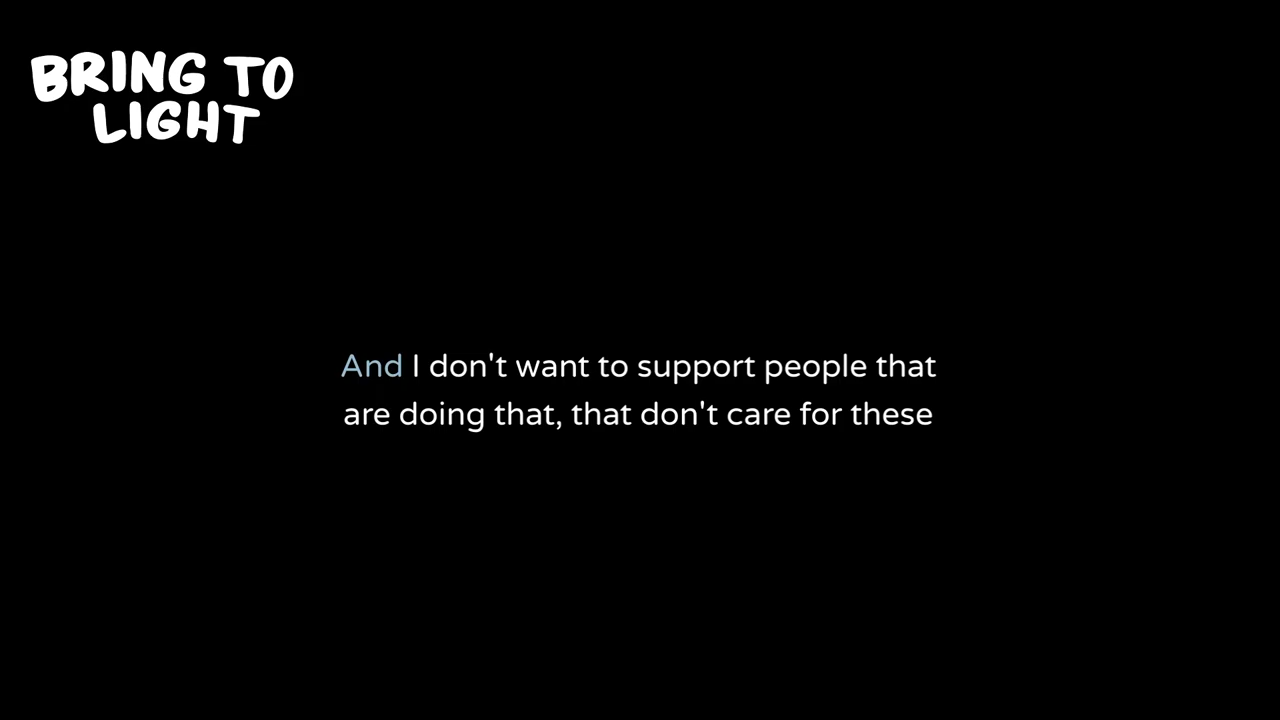 BRING TO
LIGHT
And I don't want to support people that
are doing that, that don't care for these